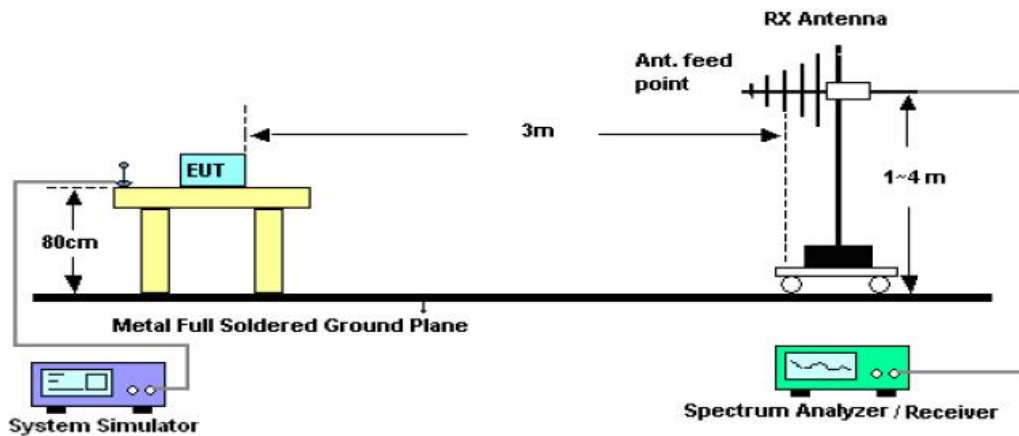 RX Antenna
Ant. feed
point
3m
EUT
1~4 m
80cm
Metal Full Soldered Ground Plane
System Simulator
Spectrum Analyzer / Receiver